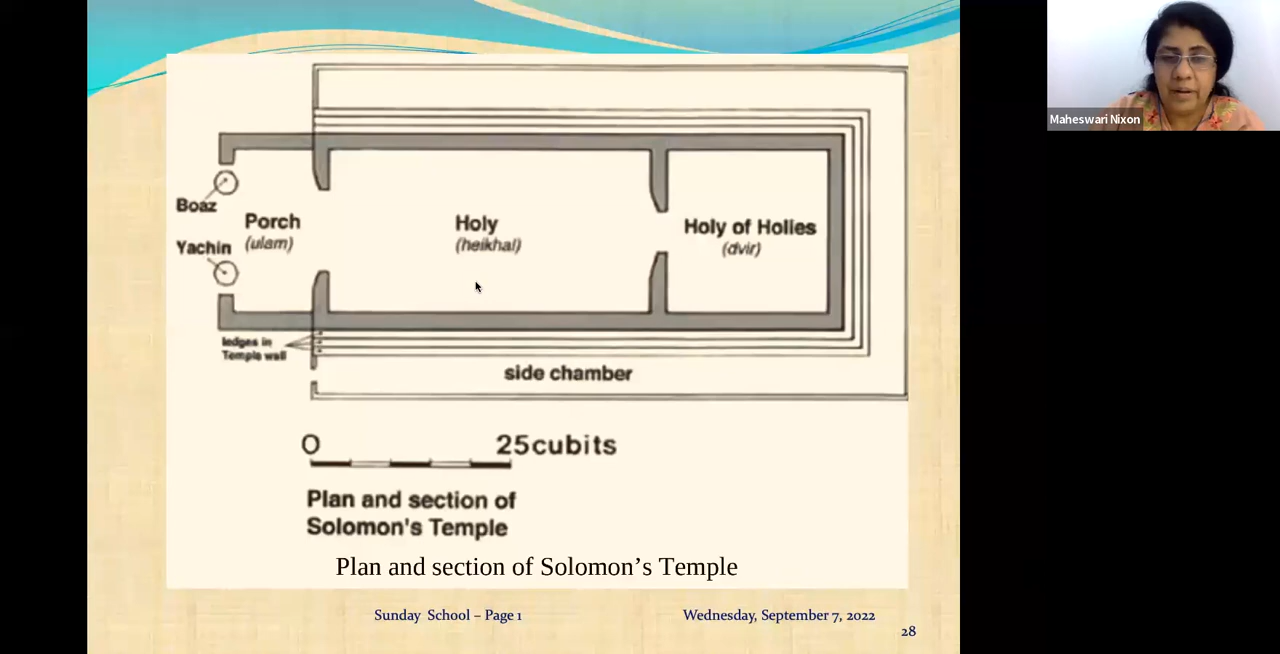 Maheswari Nixon
Boaz
Porch
(ulam)
Yachin
Holy
(heikhal)
Holy of Holies
(dvir)
ledges in
Temple wall
side chamber
0 25cubits
Plan and section of
Solomon's Temple
Plan and section of Solomon’s Temple
Sunday School – Page 1 Wednesday, September 7, 2022
28